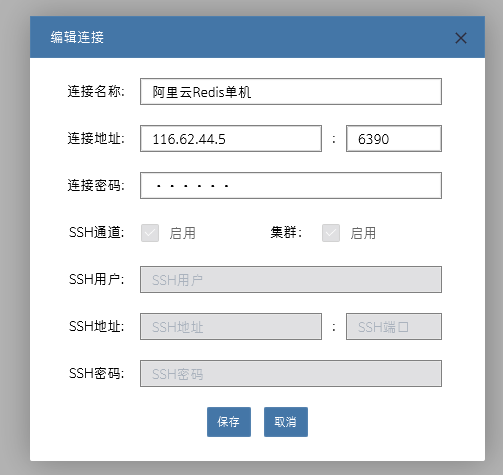 编辑连接
连接名称: 阿里云Redis单机
连接地址: 116.62.44.5 : 6390
连接密码: ······
SSH通道: 启用 集群: 启用
SSH用户: SSH用户
SSH地址: SSH地址 : SSH端口
SSH密码: SSH密码
保存 取消